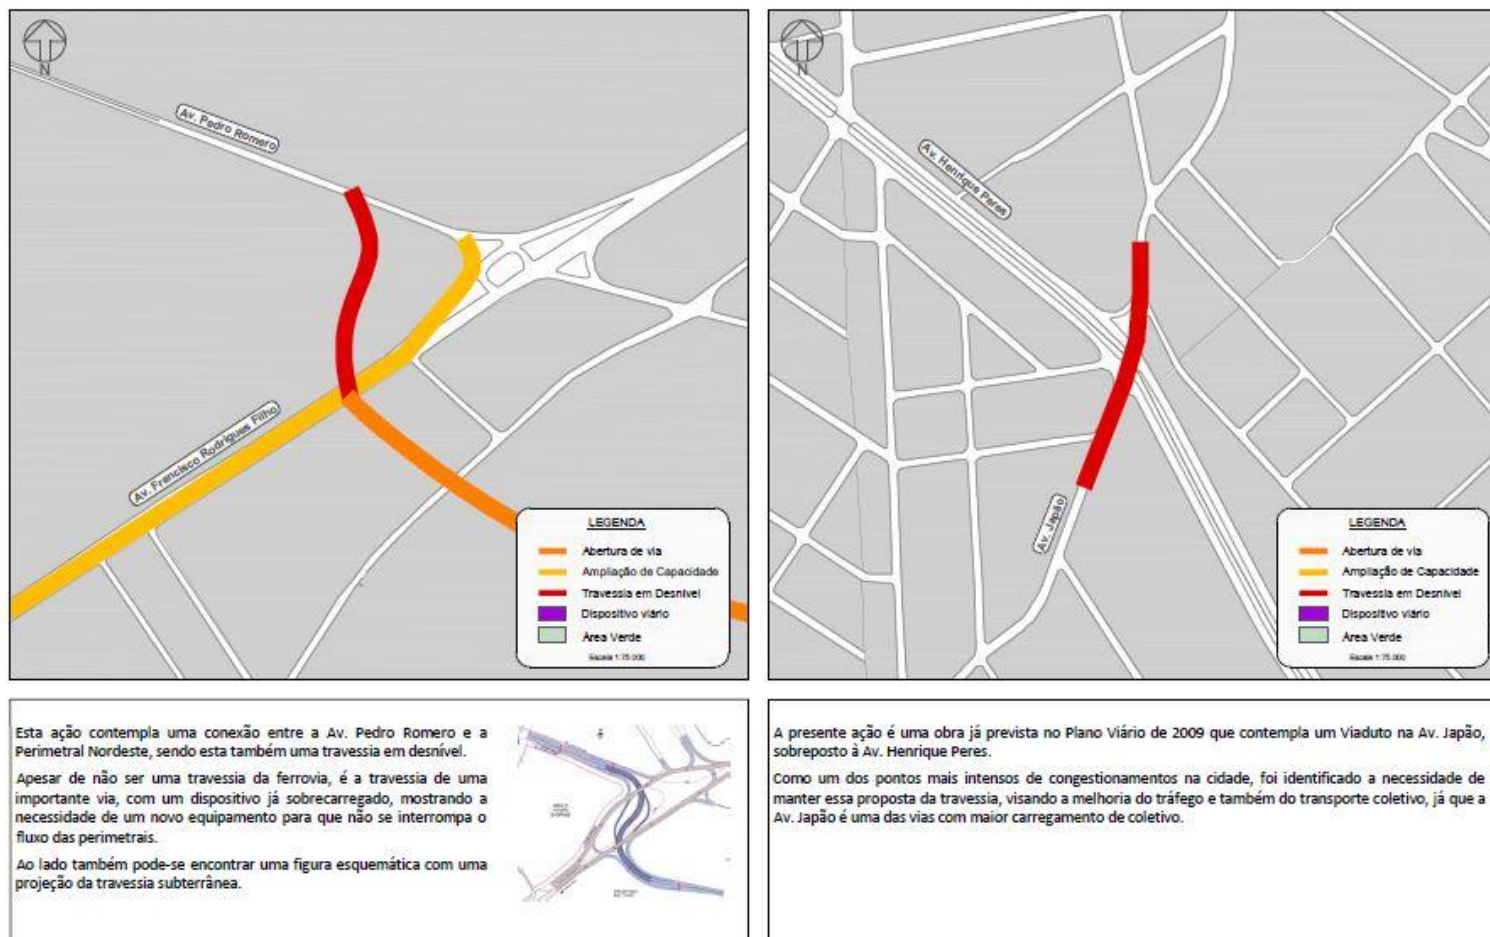 N
Av. Pedro Romero
Av. Francisco Rodrigues Filho
LEGENDA
Abertura de via
Ampliação de Capacidade
Travessia em Desnível
Dispositivo viário
Área Verde
Escala 1:75.000
Esta ação contempla uma conexão entre a Av. Pedro Romero e a
Perimetral Nordeste, sendo esta também uma travessia em desnível.
Apesar de não ser uma travessia da ferrovia, é a travessia de uma
importante via, com um dispositivo já sobrecarregado, mostrando a
necessidade de um novo equipamento para que não se interrompa o
fluxo das perimetrais.
Ao lado também pode-se encontrar uma figura esquemática com uma
projeção da travessia subterrânea.
N
Av. Henrique Peres
Av. Japão
LEGENDA
Abertura de via
Ampliação de Capacidade
Travessia em Desnível
Dispositivo viário
Área Verde
Escala 1:75.000
A presente ação é uma obra já prevista no Plano Viário de 2009 que contempla um Viaduto na Av. Japão,
sobreposto à Av. Henrique Peres.
Como um dos pontos mais intensos de congestionamentos na cidade, foi identificado a necessidade de
manter essa proposta da travessia, visando a melhoria do tráfego e também do transporte coletivo, já que a
Av. Japão é uma das vias com maior carregamento de coletivo.